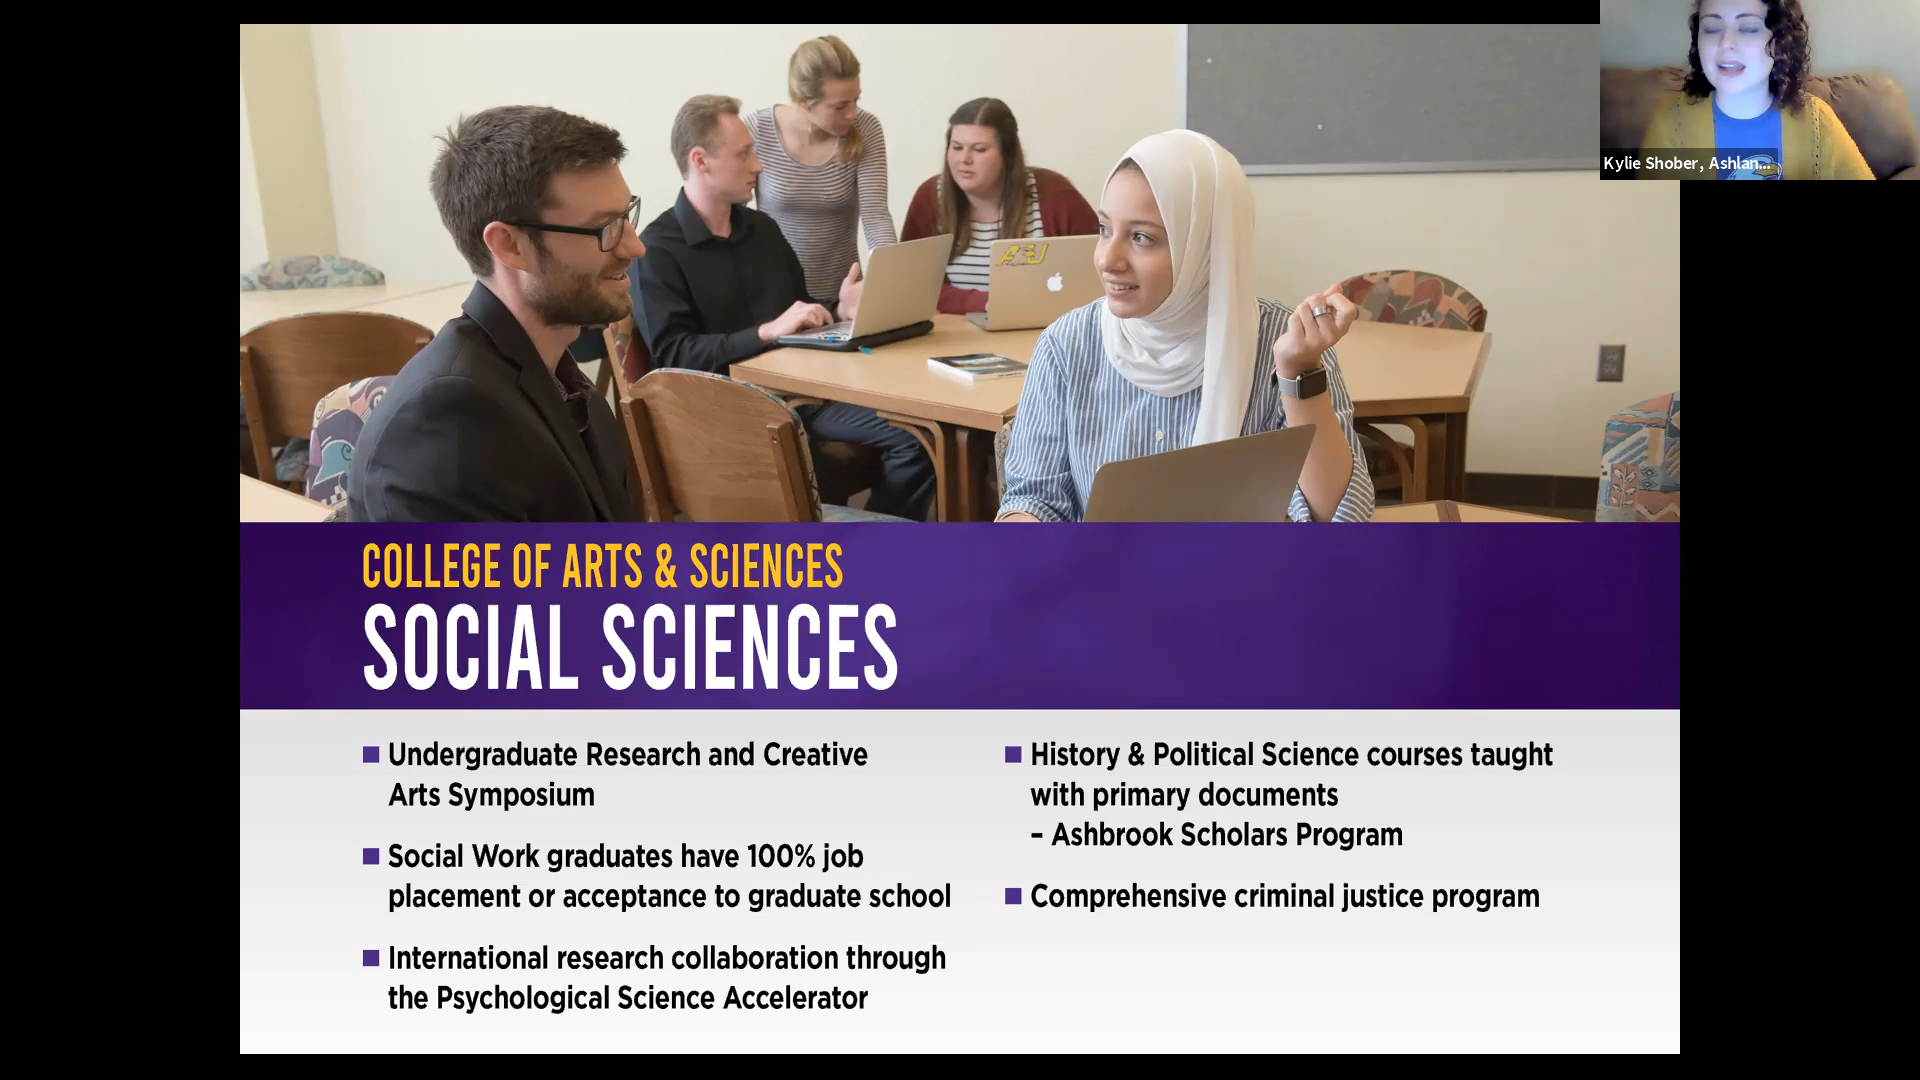 Kylie Shober, Ashlan...
AU
COLLEGE OF ARTS & SCIENCES
SOCIAL SCIENCES
■ Undergraduate Research and Creative
Arts Symposium
■ Social Work graduates have 100% job
placement or acceptance to graduate school
■ International research collaboration through
the Psychological Science Accelerator
■ History & Political Science courses taught
with primary documents
– Ashbrook Scholars Program
■ Comprehensive criminal justice program